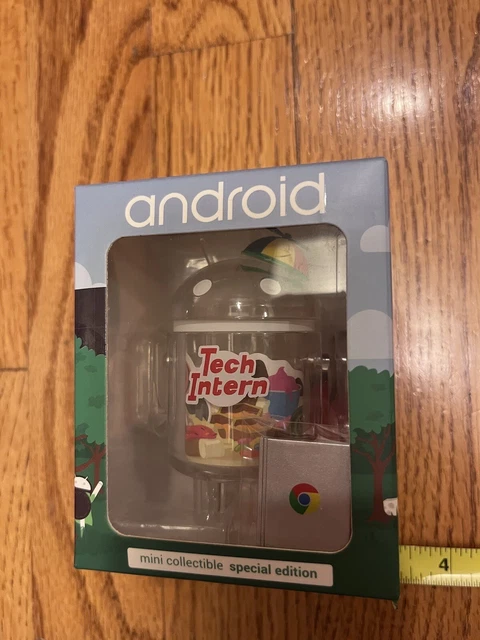 android
Tech
Intern
mini collectible special edition
4